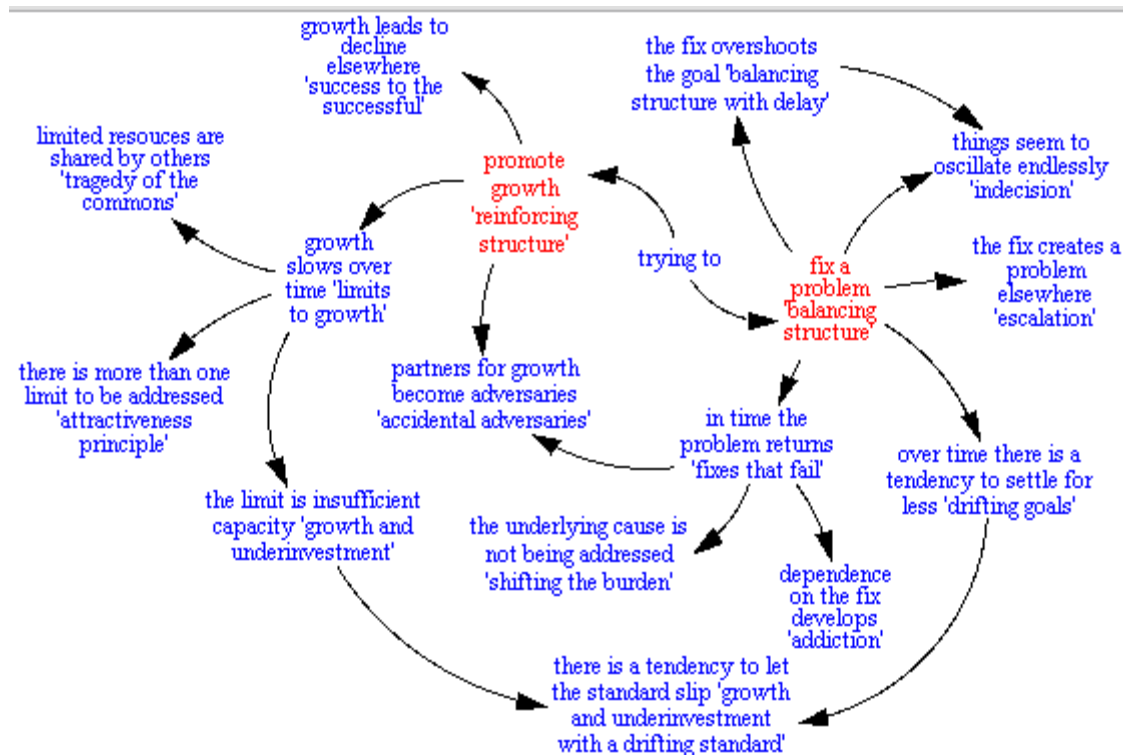 growth leads to
decline
elsewhere
'success to the
successful'
the fix overshoots
the goal 'balancing
structure with delay'
limited resouces are
shared by others
'tragedy of the
commons'
promote
growth
'reinforcing
structure'
things seem to
oscillate endlessly
'indecision'
growth
slows over
time 'limits
to growth'
trying to
fix a
problem
'balancing
structure'
the fix creates a
problem
elsewhere
'escalation'
there is more than one
limit to be addressed
'attractiveness
principle'
partners for growth
become adversaries
'accidental adversaries'
in time the
problem returns
'fixes that fail'
over time there is a
tendency to settle for
less 'drifting goals'
the limit is insufficient
capacity 'growth and
underinvestment'
the underlying cause is
not being addressed
'shifting the burden'
dependence
on the fix
develops
'addiction'
there is a tendency to let
the standard slip 'growth
and underinvestment
with a drifting standard'